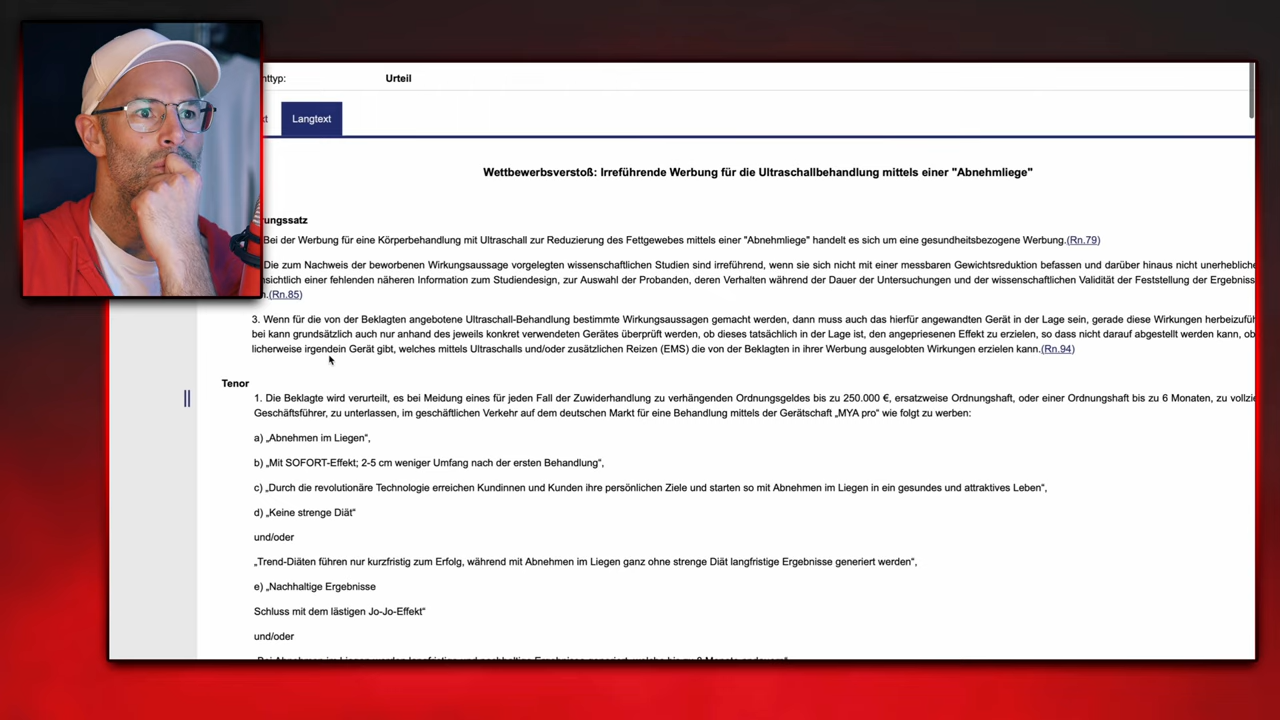 nttyp: Urteil
xt Langtext
Wettbewerbsverstoß: Irreführende Werbung für die Ultraschallbehandlung mittels einer "Abnehmliege"
rungssatz
Bei der Werbung für eine Körperbehandlung mit Ultraschall zur Reduzierung des Fettgewebes mittels einer "Abnehmliege" handelt es sich um eine gesundheitsbezogene Werbung.(Rn.79)
Die zum Nachweis der beworbenen Wirkungsaussage vorgelegten wissenschaftlichen Studien sind irreführend, wenn sie sich nicht mit einer messbaren Gewichtsreduktion befassen und darüber hinaus nicht unerhebliche
nsichtlich einer fehlenden näheren Information zum Studiendesign, zur Auswahl der Probanden, deren Verhalten während der Dauer der Untersuchungen und der wissenschaftlichen Validität der Feststellung der Ergebniss
n.(Rn.85)
3. Wenn für die von der Beklagten angebotene Ultraschall-Behandlung bestimmte Wirkungsaussagen gemacht werden, dann muss auch das hierfür angewandten Gerät in der Lage sein, gerade diese Wirkungen herbeizufüh
bei kann grundsätzlich auch nur anhand des jeweils konkret verwendeten Gerätes überprüft werden, ob dieses tatsächlich in der Lage ist, den angepriesenen Effekt zu erzielen, so dass nicht darauf abgestellt werden kann, ob
licherweise irgendein Gerät gibt, welches mittels Ultraschalls und/oder zusätzlichen Reizen (EMS) die von der Beklagten in ihrer Werbung ausgelobten Wirkungen erzielen kann.(Rn.94)
Tenor
1. Die Beklagte wird verurteilt, es bei Meidung eines für jeden Fall der Zuwiderhandlung zu verhängenden Ordnungsgeldes bis zu 250.000 €, ersatzweise Ordnungshaft, oder einer Ordnungshaft bis zu 6 Monaten, zu vollzie
Geschäftsführer, zu unterlassen, im geschäftlichen Verkehr auf dem deutschen Markt für eine Behandlung mittels der Gerätschaft „MYA pro“ wie folgt zu werben:
a) „Abnehmen im Liegen“,
b) „Mit SOFORT-Effekt; 2-5 cm weniger Umfang nach der ersten Behandlung“,
c) „Durch die revolutionäre Technologie erreichen Kundinnen und Kunden ihre persönlichen Ziele und starten so mit Abnehmen im Liegen in ein gesundes und attraktives Leben“,
d) „Keine strenge Diät“
und/oder
„Trend-Diäten führen nur kurzfristig zum Erfolg, während mit Abnehmen im Liegen ganz ohne strenge Diät langfristige Ergebnisse generiert werden“,
e) „Nachhaltige Ergebnisse
Schluss mit dem lästigen Jo-Jo-Effekt“
und/oder